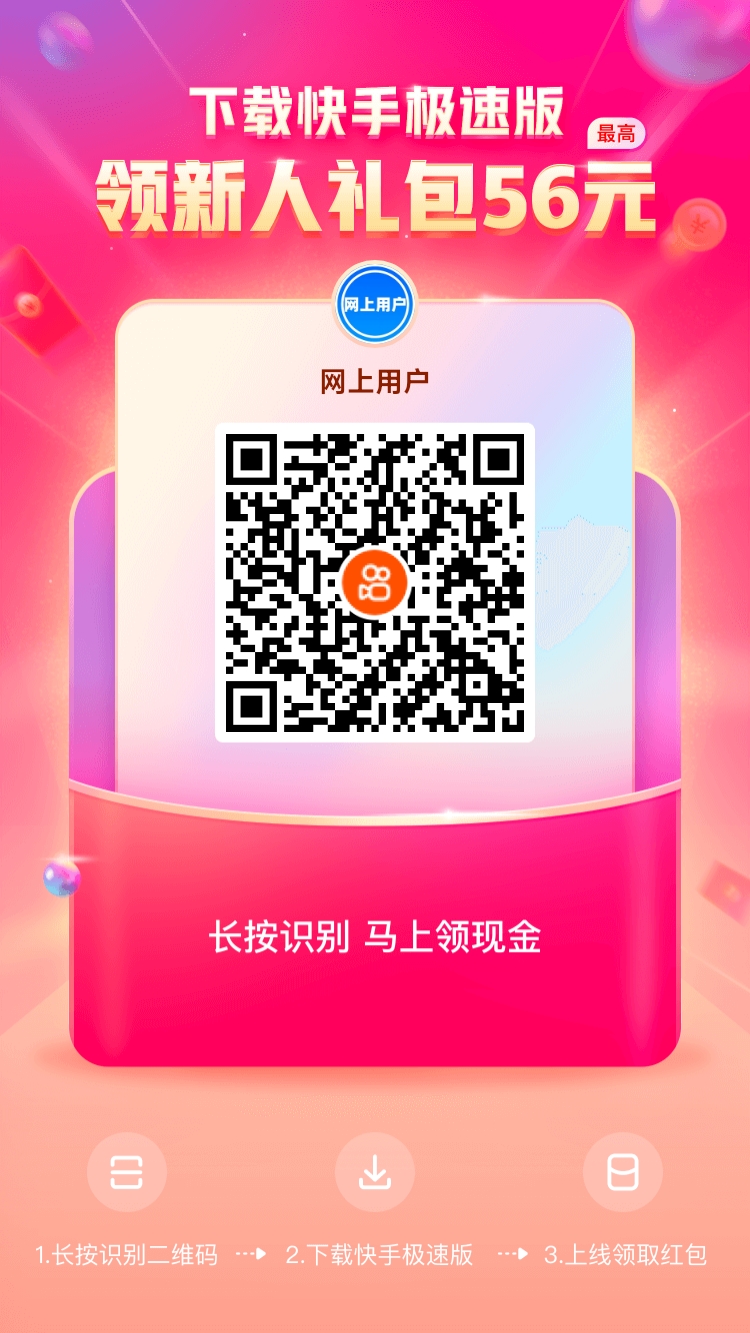 下载快手极速版
最高
领新人礼包56元
网上用户
网上用户
长按识别 马上领现金
1.长按识别二维码
2.下载快手极速版
3.上线领取红包